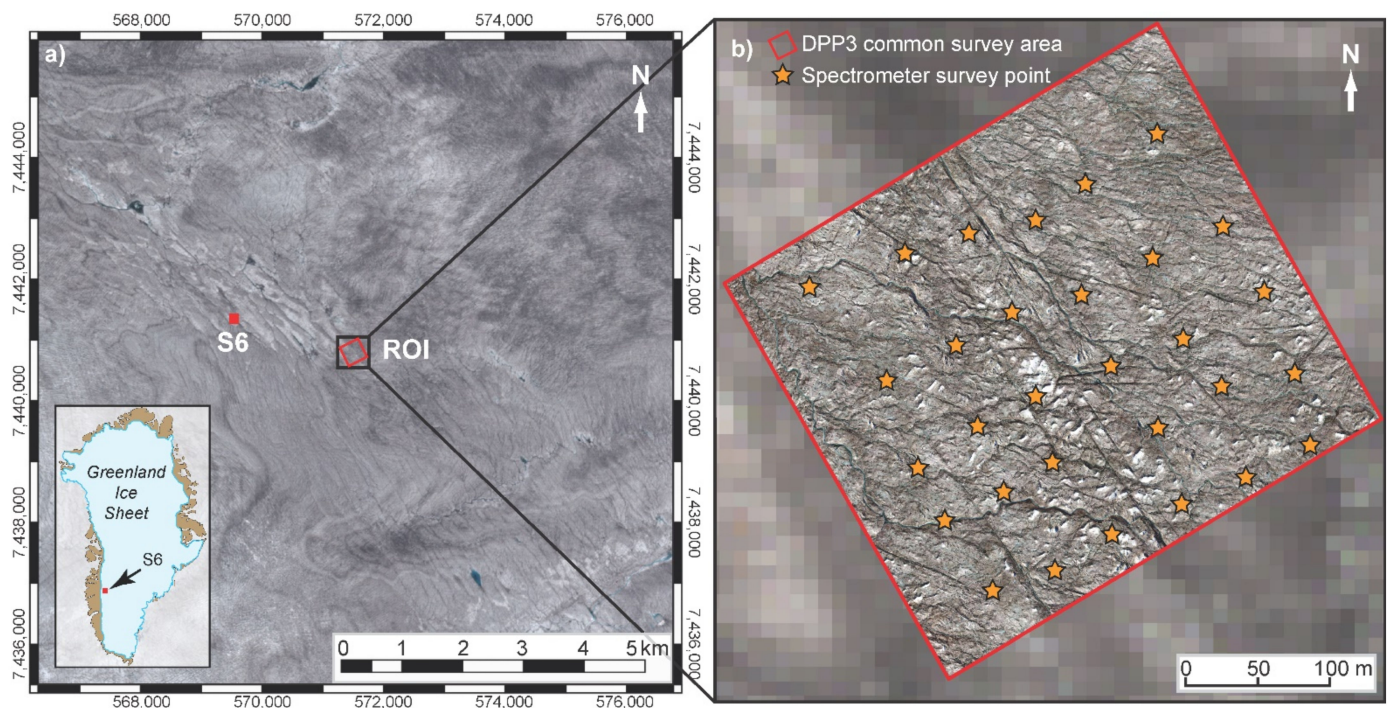 568,000 570,000 572,000 574,000 576,000
a)
N
7,444,000
7,442,000
7,440,000
7,438,000
7,436,000
7,444,000
7,442,000
7,440,000
7,438,000
7,436,000
S6
ROI
Greenland
Ice
Sheet
S6
0 1 2 3 4 5 km
568,000 570,000 572,000 574,000 576,000
b)
DPP3 common survey area
Spectrometer survey point
N
0 50 100 m